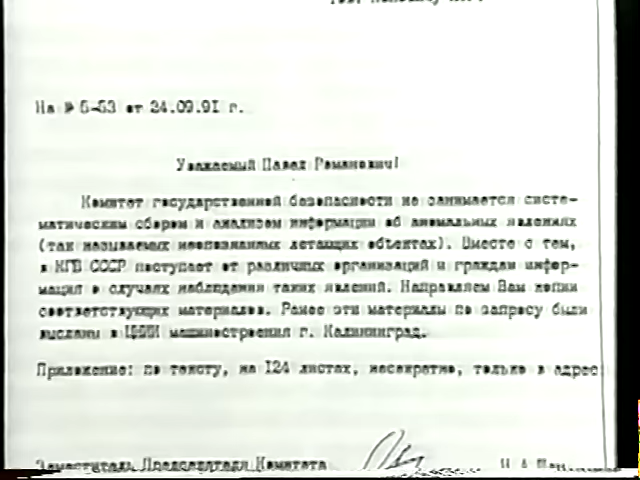 На № 5-53 от 24.09.91 г.
Уважаемый Павел Романович!
Комитет государственной безопасности не занимается систе-
матическим сбором и анализом информации об аномальных явлениях
(так называемых неопознанных летающих объектах). Вместе с тем,
в КГБ СССР поступает от различных организаций и граждан инфор-
мация о случаях наблюдения таких явлений. Направляем Вам копии
соответствующих материалов. Ранее эти материалы по запросу были
высланы в ЦНИИ машиностроения г. Калининград.
Приложение: по тексту, на 124 листах, несекретно, только в адрес
Заместитель Председателя Комитета